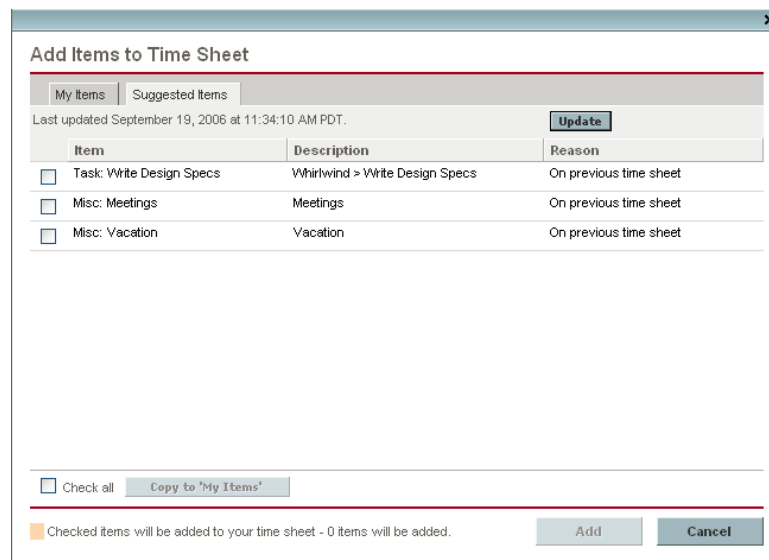 Add Items to Time Sheet
My Items Suggested Items
Last updated September 19, 2006 at 11:34:10 AM PDT. Update
Item Description Reason
Task: Write Design Specs Whirlwind > Write Design Specs On previous time sheet
Misc: Meetings Meetings On previous time sheet
Misc: Vacation Vacation On previous time sheet
Check all Copy to 'My Items'
Checked items will be added to your time sheet - 0 items will be added. Add Cancel